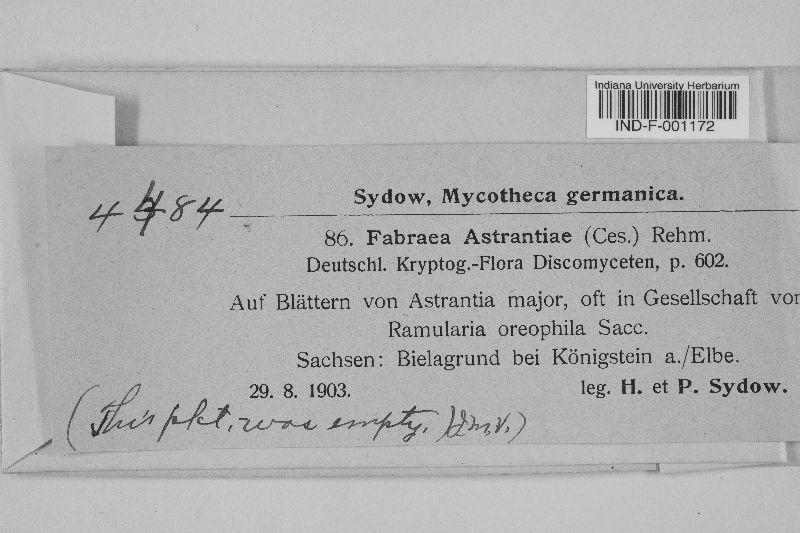 Indiana University Herbarium
IND-F-001172
Sydow, Mycotheca germanica.
86. Fabraea Astrantiae (Ces.) Rehm.
Deutschl. Kryptog.-Flora Discomyceten, p. 602.
Auf Blättern von Astrantia major, oft in Gesellschaft von
Ramularia oreophila Sacc.
Sachsen: Bielagrund bei Königstein a./Elbe.
29. 8. 1903. leg. H. et P. Sydow.
(This pkt. was empty.